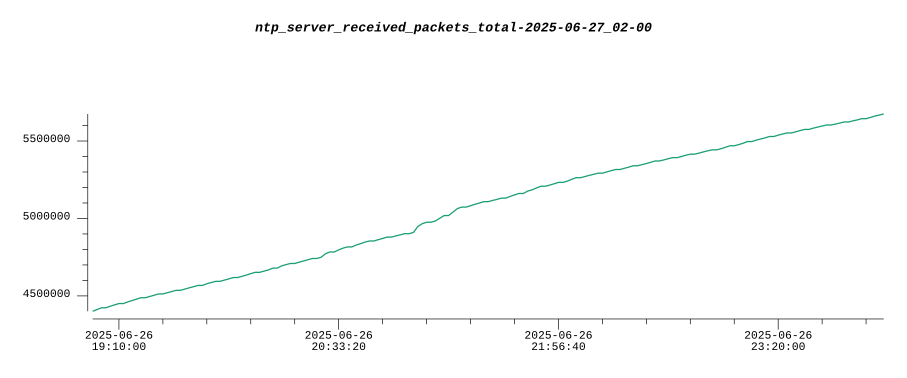 ntp_server_received_packets_total-2025-06-27_02-00
5500000
5000000
4500000
2025-06-26 2025-06-26 2025-06-26 2025-06-26
19:10:00 20:33:20 21:56:40 23:20:00